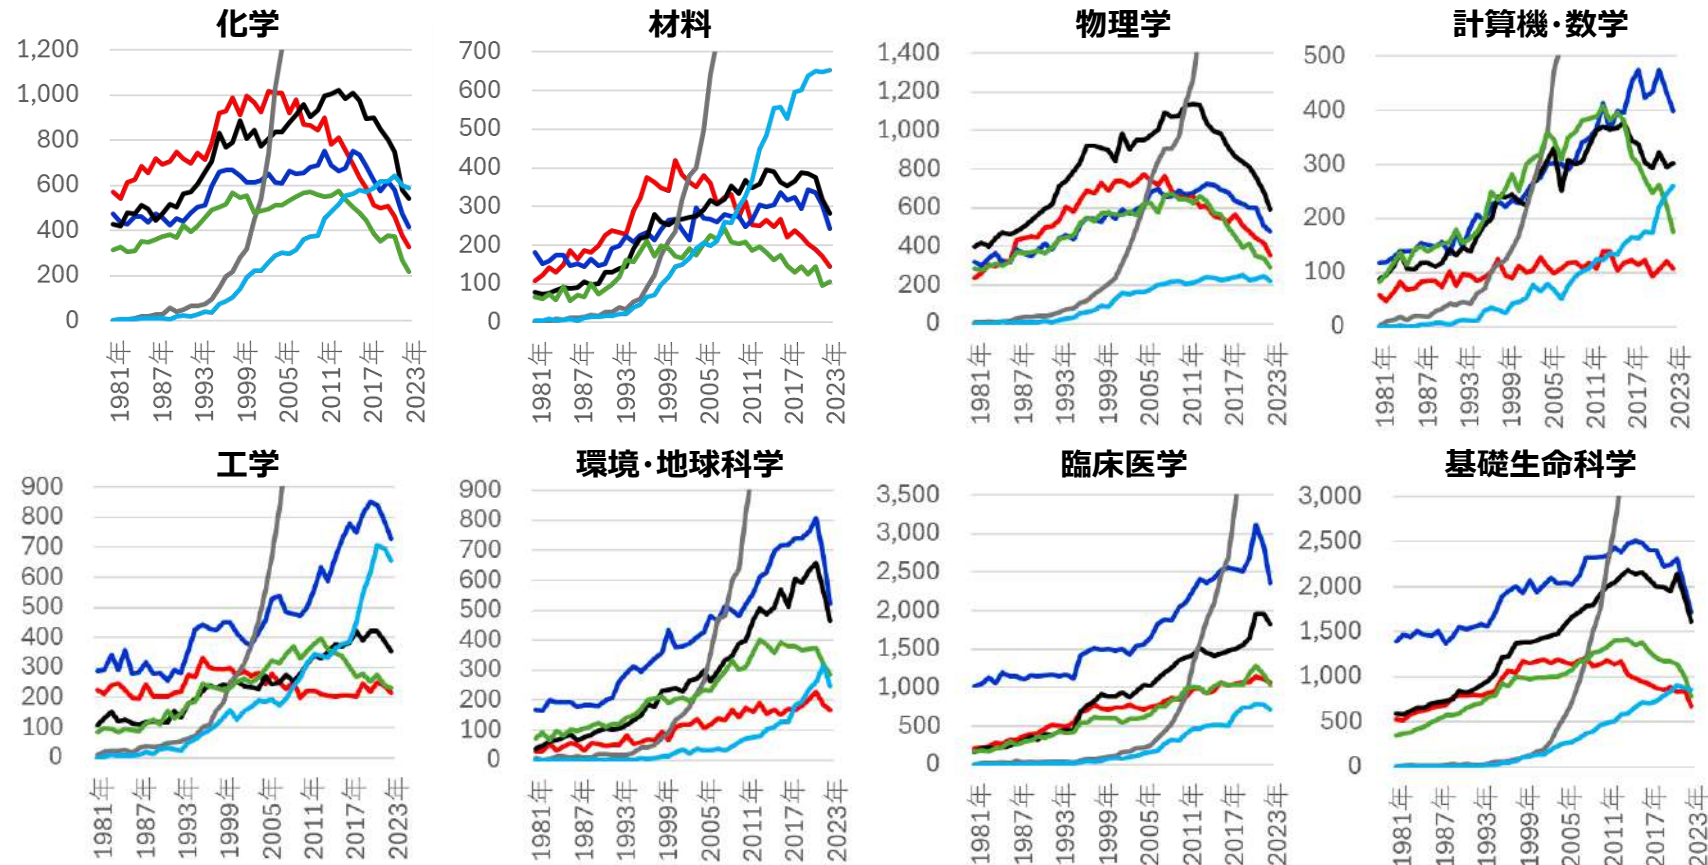 化学
1,200
1,000
800
600
400
200
0
1981年
1987年
1993年
1999年
2005年
2011年
2017年
2023年
材料
700
600
500
400
300
200
100
0
1981年
1987年
1993年
1999年
2005年
2011年
2017年
2023年
物理学
1,400
1,200
1,000
800
600
400
200
0
1981年
1987年
1993年
1999年
2005年
2011年
2017年
2023年
計算機・数学
500
400
300
200
100
0
1981年
1987年
1993年
1999年
2005年
2011年
2017年
2023年
工学
900
800
700
600
500
400
300
200
100
0
1981年
1987年
1993年
1999年
2005年
2011年
2017年
2023年
環境・地球科学
900
800
700
600
500
400
300
200
100
0
1981年
1987年
1993年
1999年
2005年
2011年
2017年
2023年
臨床医学
3,500
3,000
2,500
2,000
1,500
1,000
500
0
1981年
1987年
1993年
1999年
2005年
2011年
2017年
2023年
基礎生命科学
3,000
2,500
2,000
1,500
1,000
500
0
1981年
1987年
1993年
1999年
2005年
2011年
2017年
2023年